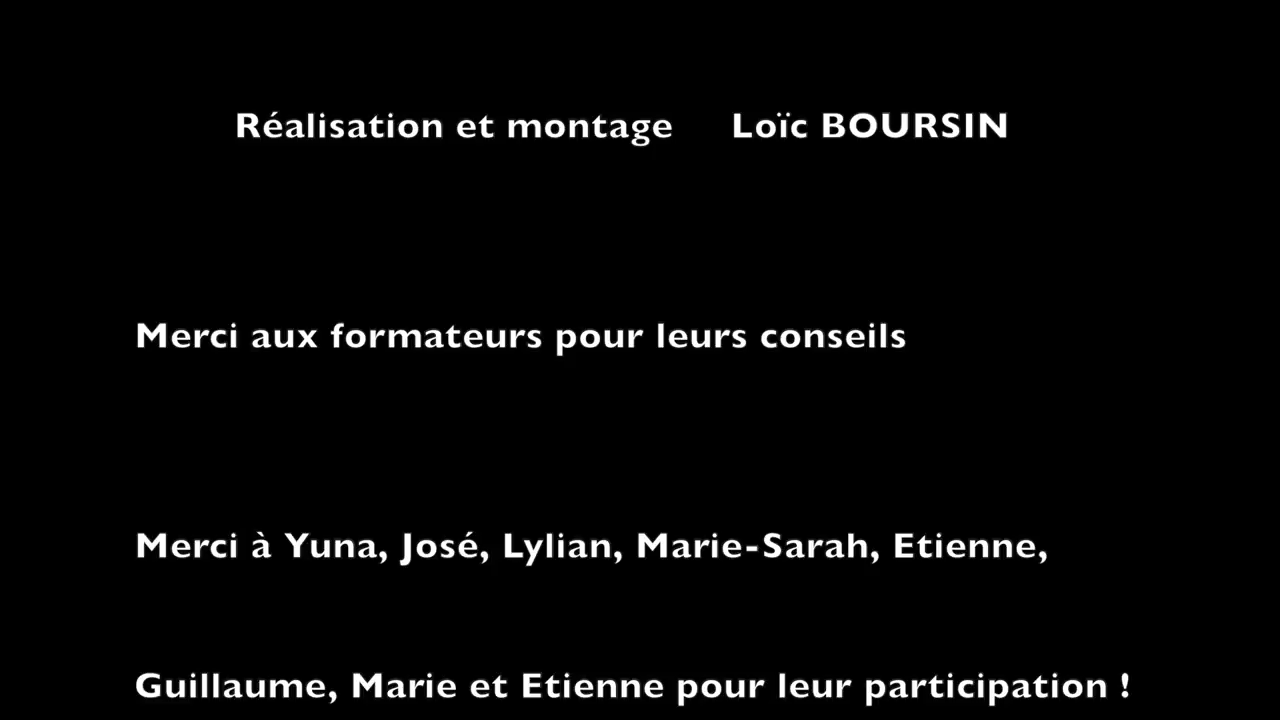 Réalisation et montage Loïc BOURSIN
Merci aux formateurs pour leurs conseils
Merci à Yuna, José, Lylian, Marie-Sarah, Etienne,
Guillaume, Marie et Etienne pour leur participation !